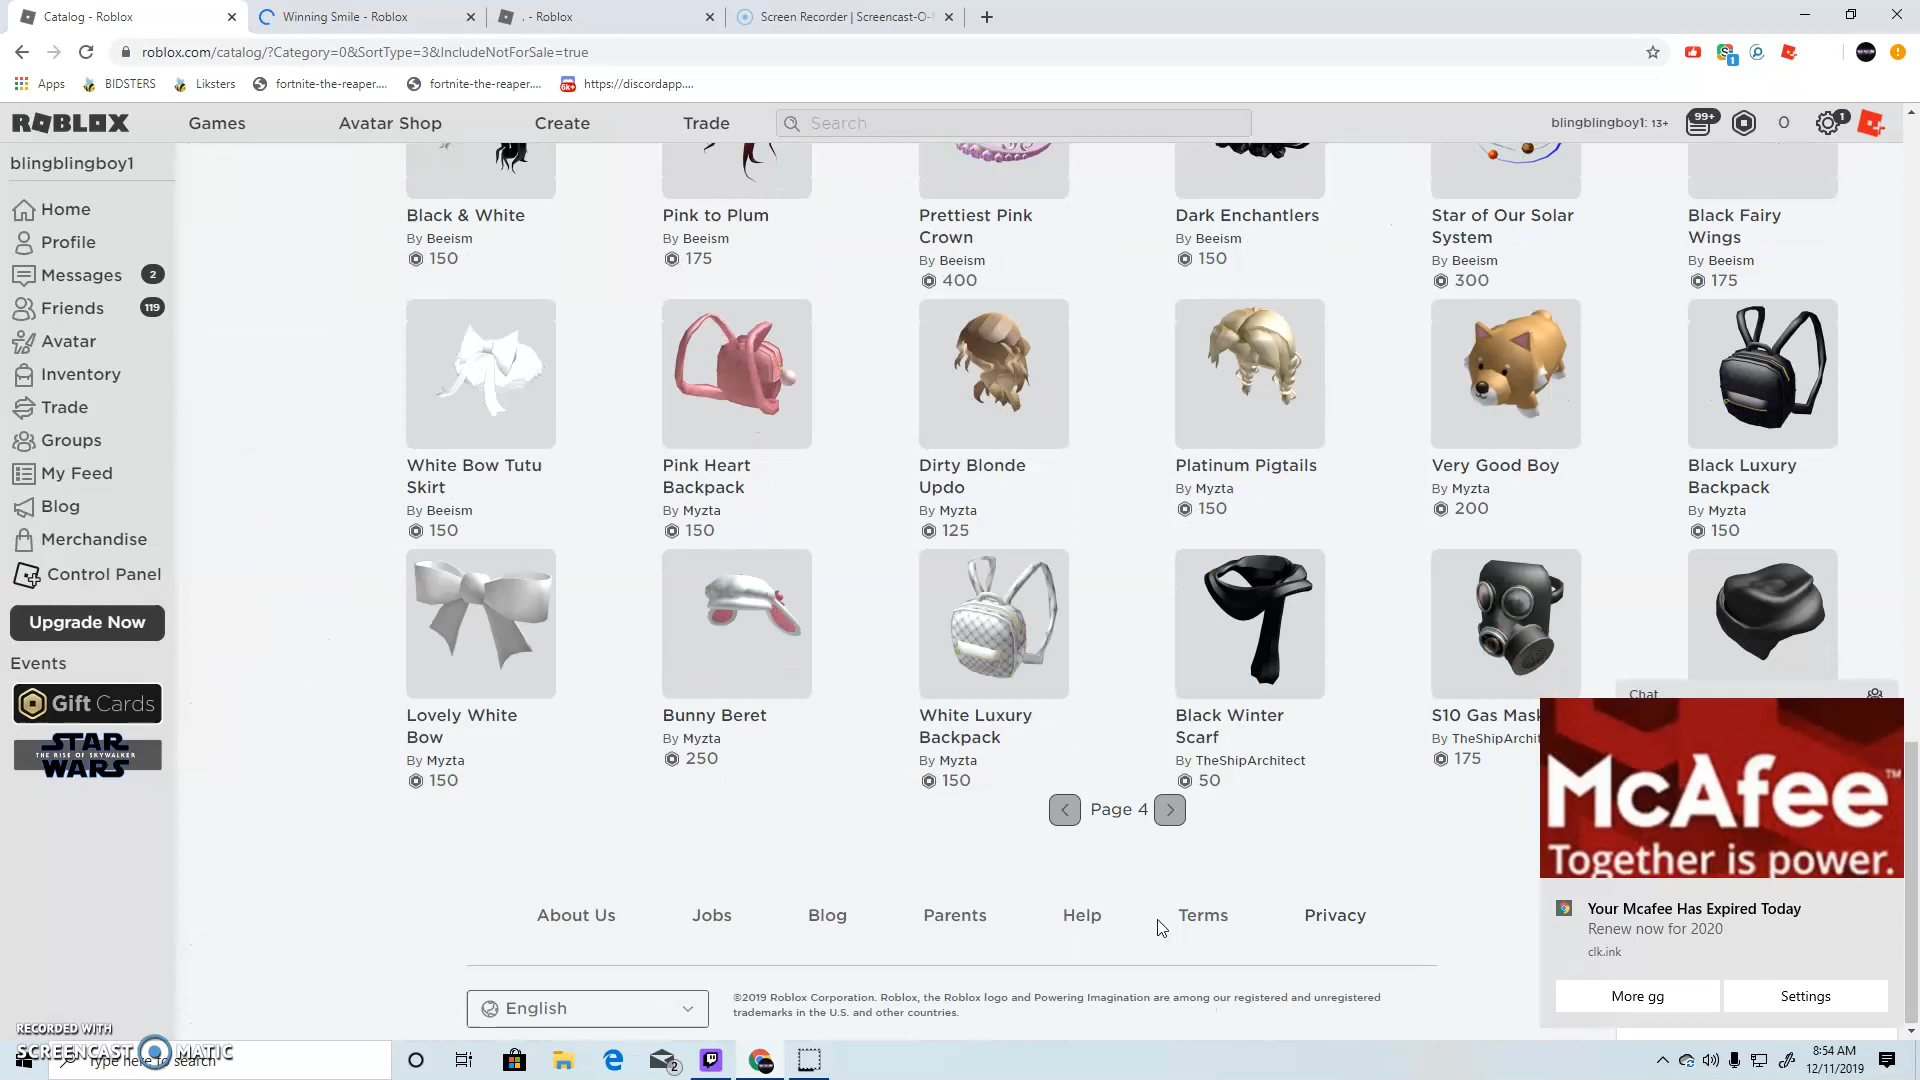 Catalog - Roblox
Winning Smile - Roblox
. - Roblox
Screen Recorder | Screencast-O-
roblox.com/catalog/?Category=0&SortType=3&IncludeNotForSale=true
1
Apps
BIDSTERS
Liksters
fortnite-the-reaper....
fortnite-the-reaper....
6k+
https://discordapp....
ROBLOX
Games
Avatar Shop
Create
Trade
Search
blingblingboy1: 13+
99+
0
1
blingblingboy1
Home
Profile
Messages 2
Friends 119
Avatar
Inventory
Trade
Groups
My Feed
Blog
Merchandise
Control Panel
Upgrade Now
Events
Gift Cards
STAR
THE RISE OF SKYWALKER
WARS
Black & White
By Beeism
150
Pink to Plum
By Beeism
175
Prettiest Pink
Crown
By Beeism
400
Dark Enchantlers
By Beeism
150
Star of Our Solar
System
By Beeism
300
Black Fairy
Wings
By Beeism
175
White Bow Tutu
Skirt
By Beeism
150
Pink Heart
Backpack
By Myzta
150
Dirty Blonde
Updo
By Myzta
125
Platinum Pigtails
By Myzta
150
Very Good Boy
By Myzta
200
Black Luxury
Backpack
By Myzta
150
Lovely White
Bow
By Myzta
150
Bunny Beret
By Myzta
250
White Luxury
Backpack
By Myzta
150
Black Winter
Scarf
By TheShipArchitect
50
S10 Gas Mask
By TheShipArchit
175
Chat
Page 4
McAfee™
Together is power.
Your Mcafee Has Expired Today
Renew now for 2020
clk.ink
More gg
Settings
About Us
Jobs
Blog
Parents
Help
Terms
Privacy
English
©2019 Roblox Corporation. Roblox, the Roblox logo and Powering Imagination are among our registered and unregistered
trademarks in the U.S. and other countries.
RECORDED WITH
SCREENCAST MATIC
Type here to search
2
8:54 AM
12/11/2019